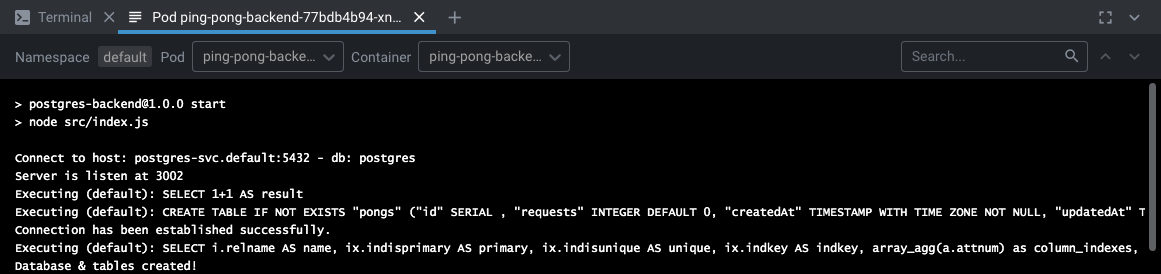 Terminal
Pod ping-pong-backend-77bdb4b94-xn...
Namespace default Pod ping-pong-backe... Container ping-pong-backe... Search...
> postgres-backend@1.0.0 start
> node src/index.js
Connect to host: postgres-svc.default:5432 - db: postgres
Server is listen at 3002
Executing (default): SELECT 1+1 AS result
Executing (default): CREATE TABLE IF NOT EXISTS "pongs" ("id" SERIAL , "requests" INTEGER DEFAULT 0, "createdAt" TIMESTAMP WITH TIME ZONE NOT NULL, "updatedAt" T
Connection has been established successfully.
Executing (default): SELECT i.relname AS name, ix.indisprimary AS primary, ix.indisunique AS unique, ix.indkey AS indkey, array_agg(a.attnum) as column_indexes,
Database & tables created!